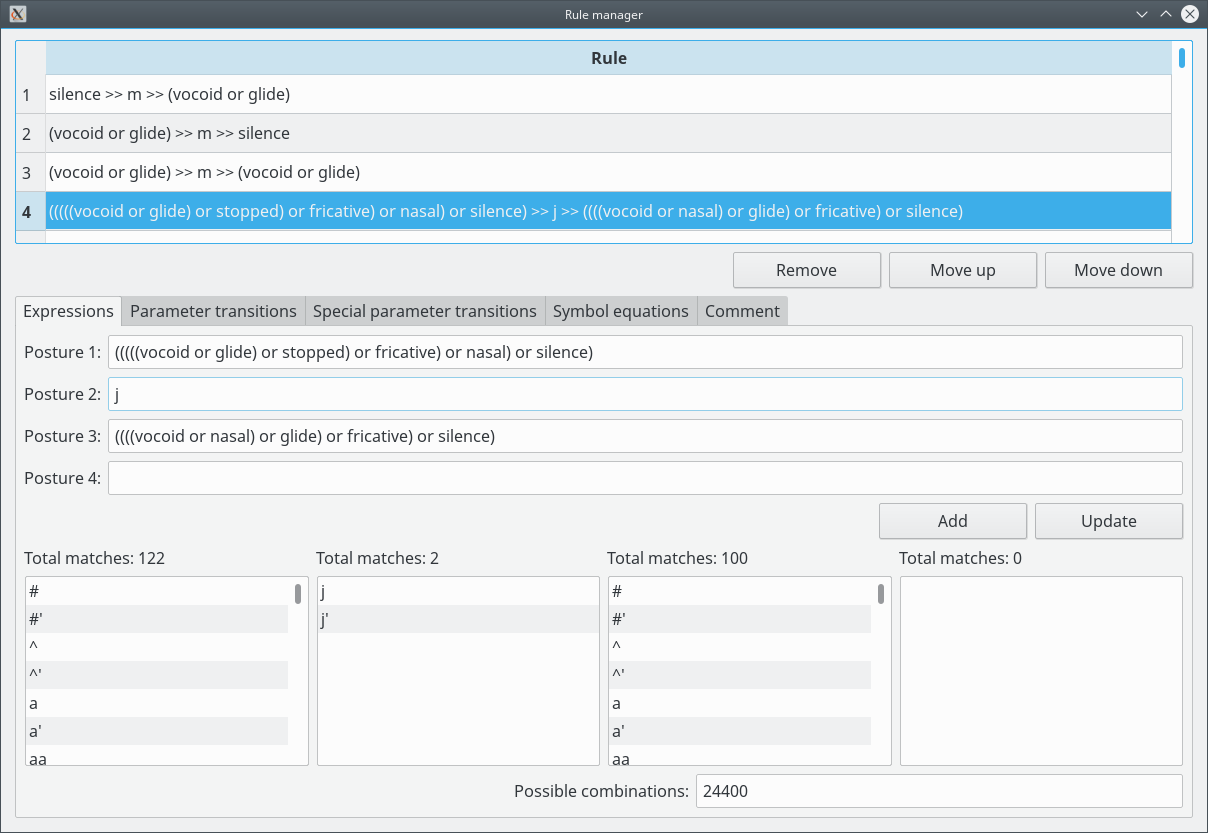 Rule manager
Rule
1 silence >> m >> (vocoid or glide)
2 (vocoid or glide) >> m >> silence
3 (vocoid or glide) >> m >> (vocoid or glide)
4 (((((vocoid or glide) or stopped) or fricative) or nasal) or silence) >> j >> ((((vocoid or nasal) or glide) or fricative) or silence)
Remove Move up Move down
Expressions Parameter transitions Special parameter transitions Symbol equations Comment
Posture 1: (((((vocoid or glide) or stopped) or fricative) or nasal) or silence)
Posture 2: j
Posture 3: ((((vocoid or nasal) or glide) or fricative) or silence)
Posture 4:
Add Update
Total matches: 122 Total matches: 2 Total matches: 100 Total matches: 0
# j #
#' j' #'
^ ^
^' ^'
a a
a' a'
aa aa
Possible combinations: 24400